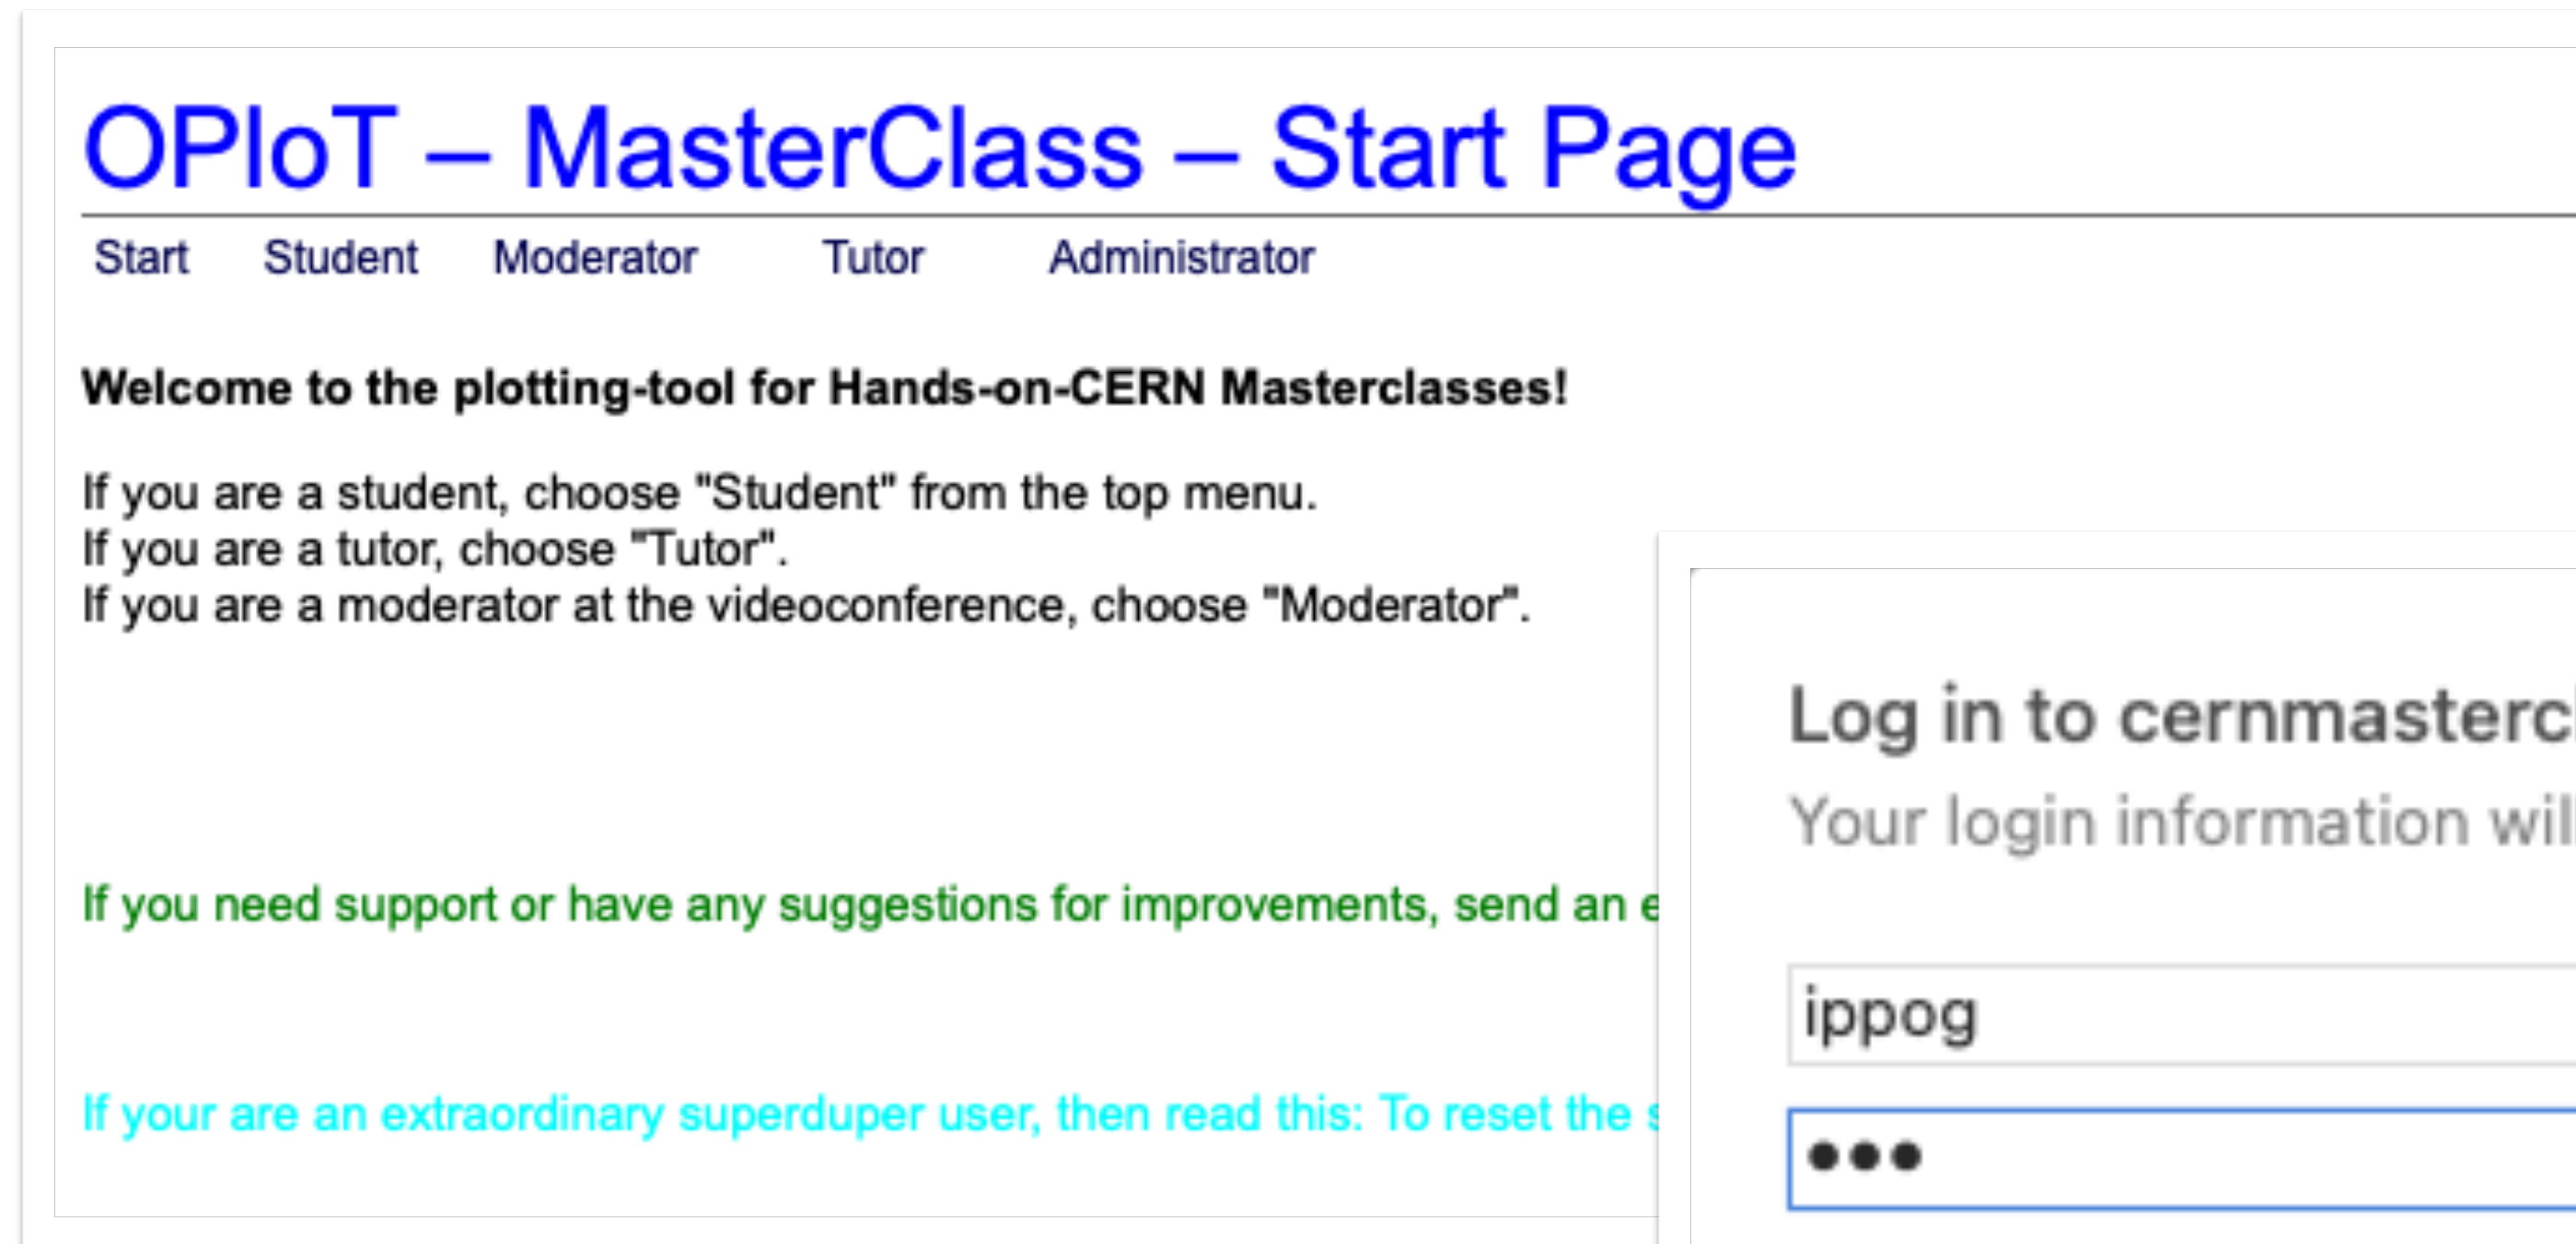 OPloT – MasterClass – Start Page
Start Student Moderator Tutor Administrator
Welcome to the plotting-tool for Hands-on-CERN Masterclasses!
If you are a student, choose "Student" from the top menu.
If you are a tutor, choose "Tutor".
If you are a moderator at the videoconference, choose "Moderator".
If you need support or have any suggestions for improvements, send an
If your are an extraordinary superduper user, then read this: To reset the
Log in to
Your login information
ippog